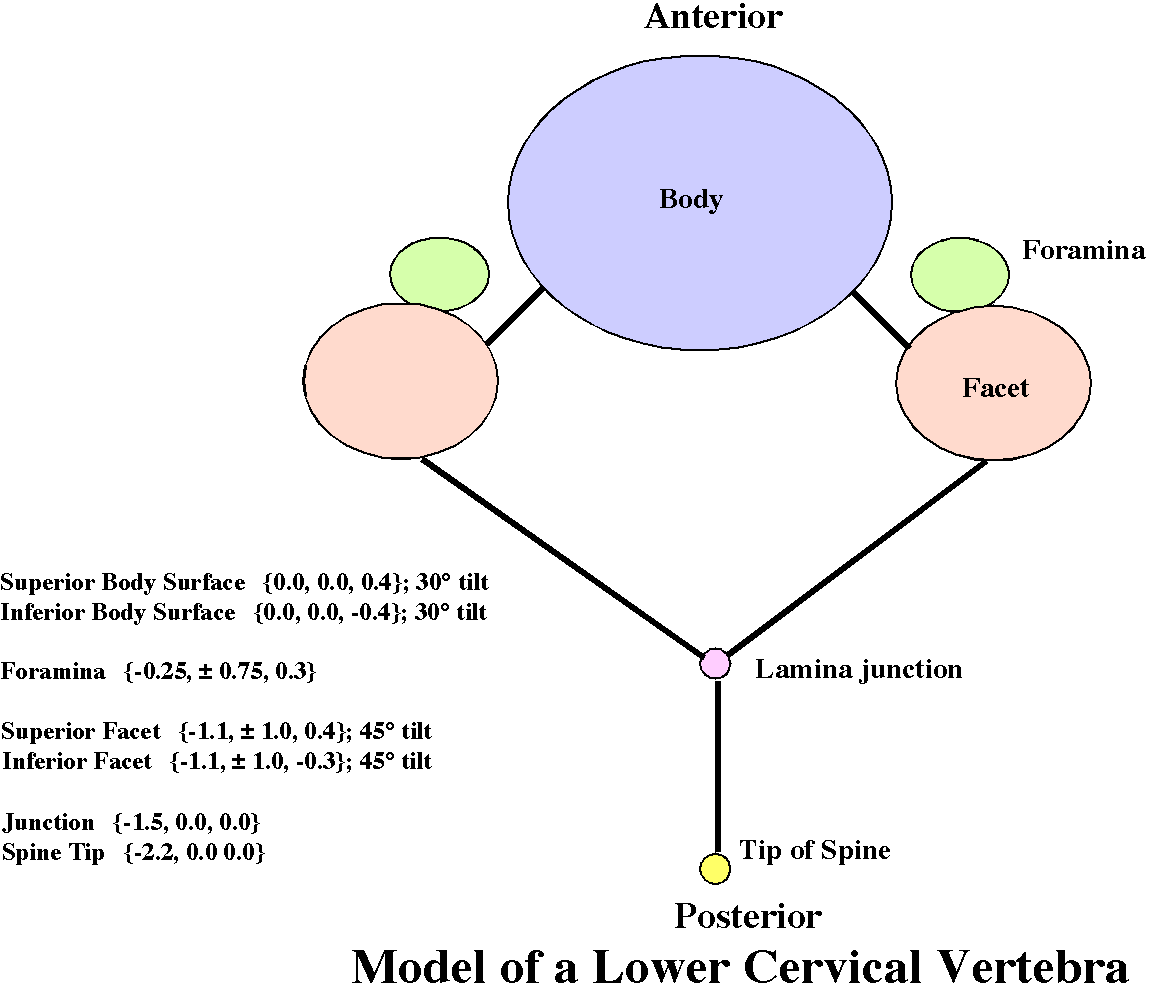 Anterior
Body
Foramina
Facet
Superior Body Surface {0.0, 0.0, 0.4}; 30° tilt
Inferior Body Surface {0.0, 0.0, -0.4}; 30° tilt
Foramina {-0.25, ± 0.75, 0.3}
Lamina junction
Superior Facet {-1.1, ± 1.0, 0.4}; 45° tilt
Inferior Facet {-1.1, ± 1.0, -0.3}; 45° tilt
Junction {-1.5, 0.0, 0.0}
Spine Tip {-2.2, 0.0 0.0}
Tip of Spine
Posterior
Model of a Lower Cervical Vertebra